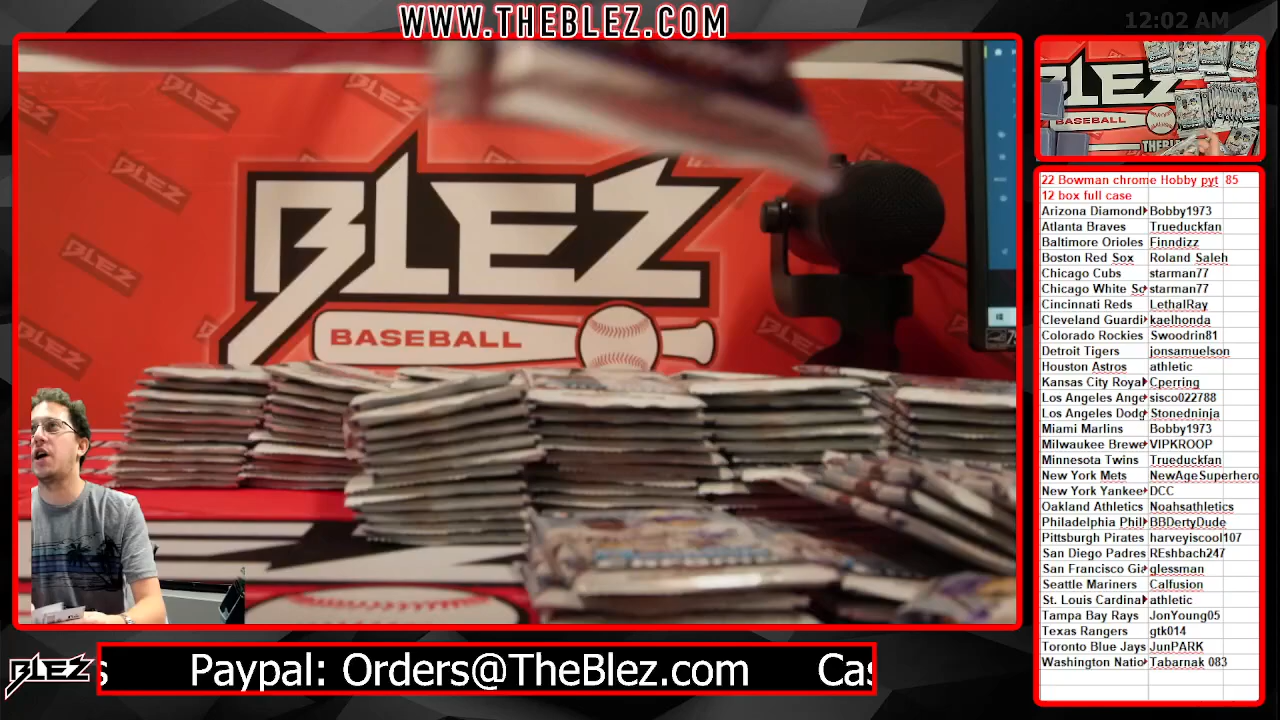 WWW.THEBLEZ.COM
12:02 AM
BLEZ
BASEBALL
BLEZ
BASEBALL
22 Bowman chrome Hobby pyt 85
12 box full case
Arizona Diamond Bobby1973
Atlanta Braves Trueduckfan
Baltimore Orioles Finndizz
Boston Red Sox Roland Saleh
Chicago Cubs starman77
Chicago White So starman77
Cincinnati Reds LethalRay
Cleveland Guardi kaelhonda
Colorado Rockies Swoodrin81
Detroit Tigers jonsamuelson
Houston Astros athletic
Kansas City Royal Cperring
Los Angeles Ange sisco022788
Los Angeles Dodg Stonedninja
Miami Marlins Bobby1973
Milwaukee Brewe VIPKROOP
Minnesota Twins Trueduckfan
New York Mets NewAgeSuperhero
New York Yankee DCC
Oakland Athletics Noahsathletics
Philadelphia Phil BBDertyDude
Pittsburgh Pirates harveyiscool107
San Diego Padres REshbach247
San Francisco Gia glessman
Seattle Mariners Calfusion
St. Louis Cardina athletic
Tampa Bay Rays JonYoung05
Texas Rangers gtk014
Toronto Blue Jays JunPARK
Washington Natio Tabarnak 083
BLEZ
s Paypal: Orders@TheBlez.com Cas